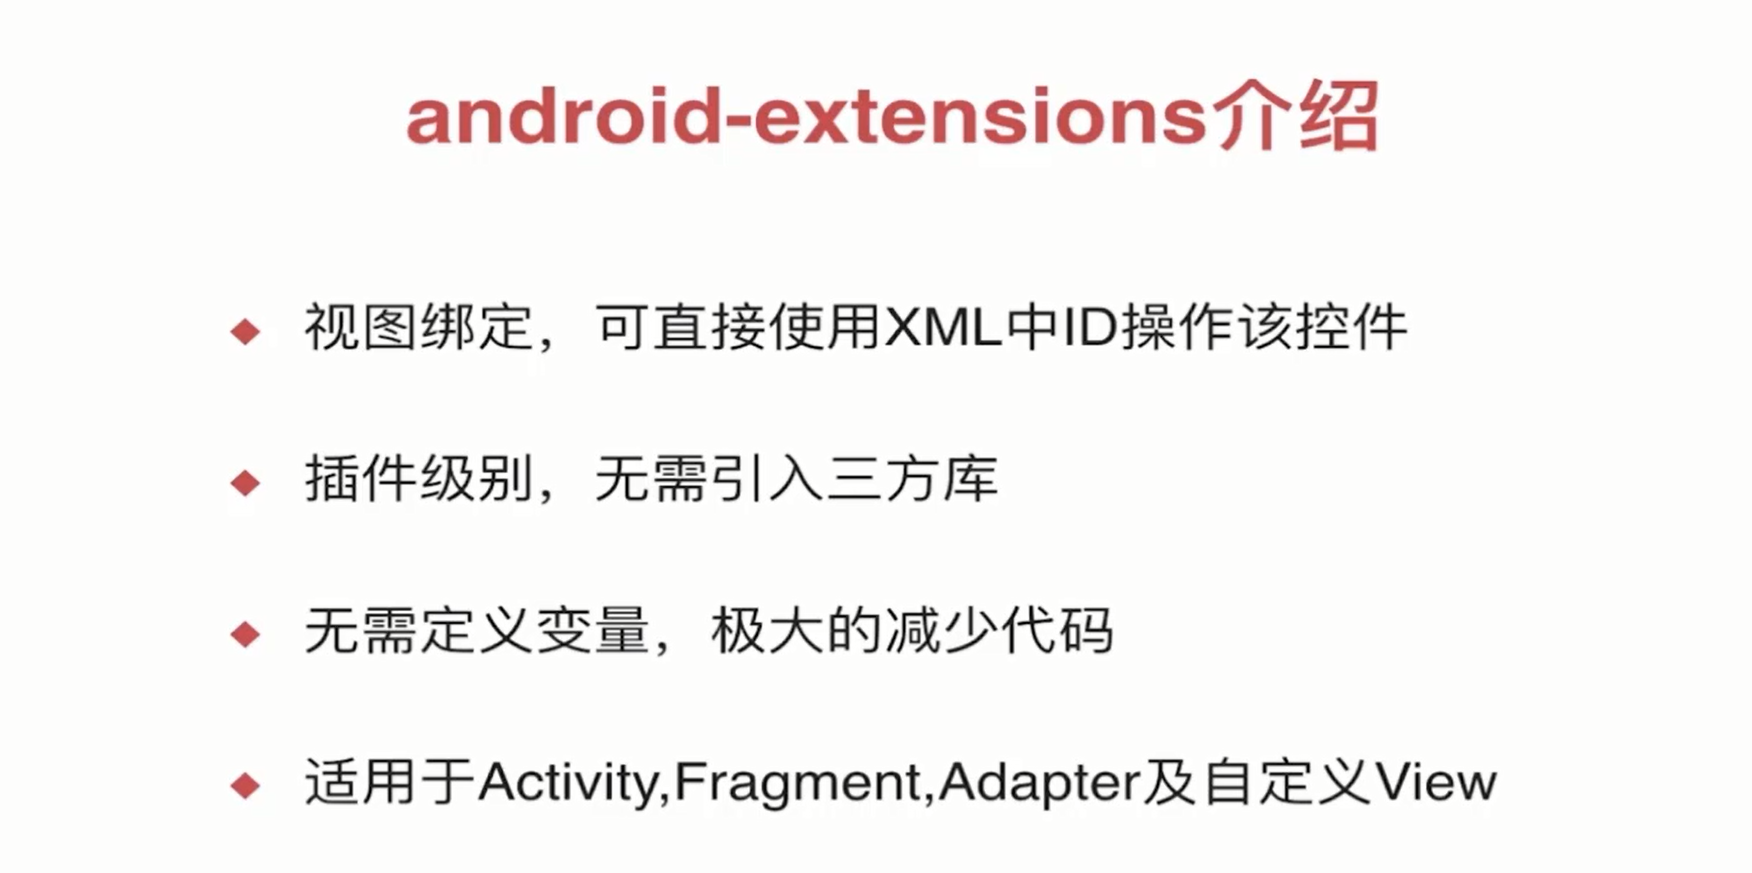 android-extensions介绍
视图绑定，可直接使用XML中ID操作该控件
插件级别，无需引入三方库
无需定义变量，极大的减少代码
适用于Activity,Fragment,Adapter及自定义View